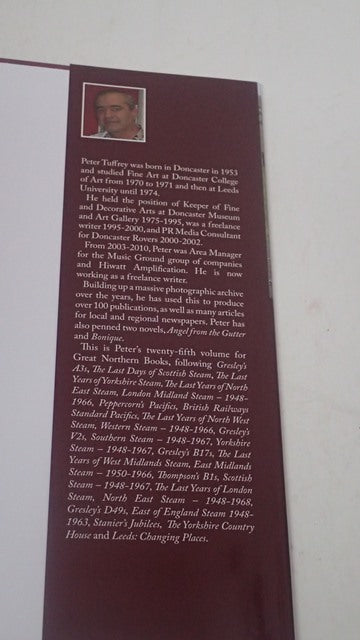 Peter Tuffrey was born in Doncaster in 1953
and studied Fine Art at Doncaster College
of Art from 1970 to 1971 and then at Leeds
University until 1974.
He held the position of Keeper of Fine
and Decorative Arts at Doncaster Museum
and Art Gallery 1975-1995, was a freelance
writer 1995-2000, and PR Media Consultant
for Doncaster Rovers 2000-2002.
From 2003-2010, Peter was Area Manager
for the Music Ground group of companies
and Hiwatt Amplification. He is now
working as a freelance writer.
Building up a massive photographic archive
over the years, he has used this to produce
over 100 publications, as well as many articles
for local and regional newspapers. Peter has
also penned two novels, Angel from the Gutter
and Bonique.
This is Peter's twenty-fifth volume for
Great Northern Books, following Gresley's
A3s, The Last Days of Scottish Steam, The Last
Years of Yorkshire Steam, The Last Years of North
East Steam, London Midland Steam – 1948-
1966, Peppercorn's Pacifics, British Railways
Standard Pacifics, The Last Years of North West
Steam, Western Steam – 1948-1966, Gresley's
V2s, Southern Steam – 1948-1967, Yorkshire
Steam – 1948-1967, Gresley's B17s, The Last
Years of West Midlands Steam, East Midlands
Steam – 1950-1966, Thompson's B1s, Scottish
Steam – 1948-1967, The Last Years of London
Steam, North East Steam – 1948-1968,
Gresley's D49s, East of England Steam 1948-
1963, Stanier's Jubilees, The Yorkshire Country
House and Leeds: Changing Places.